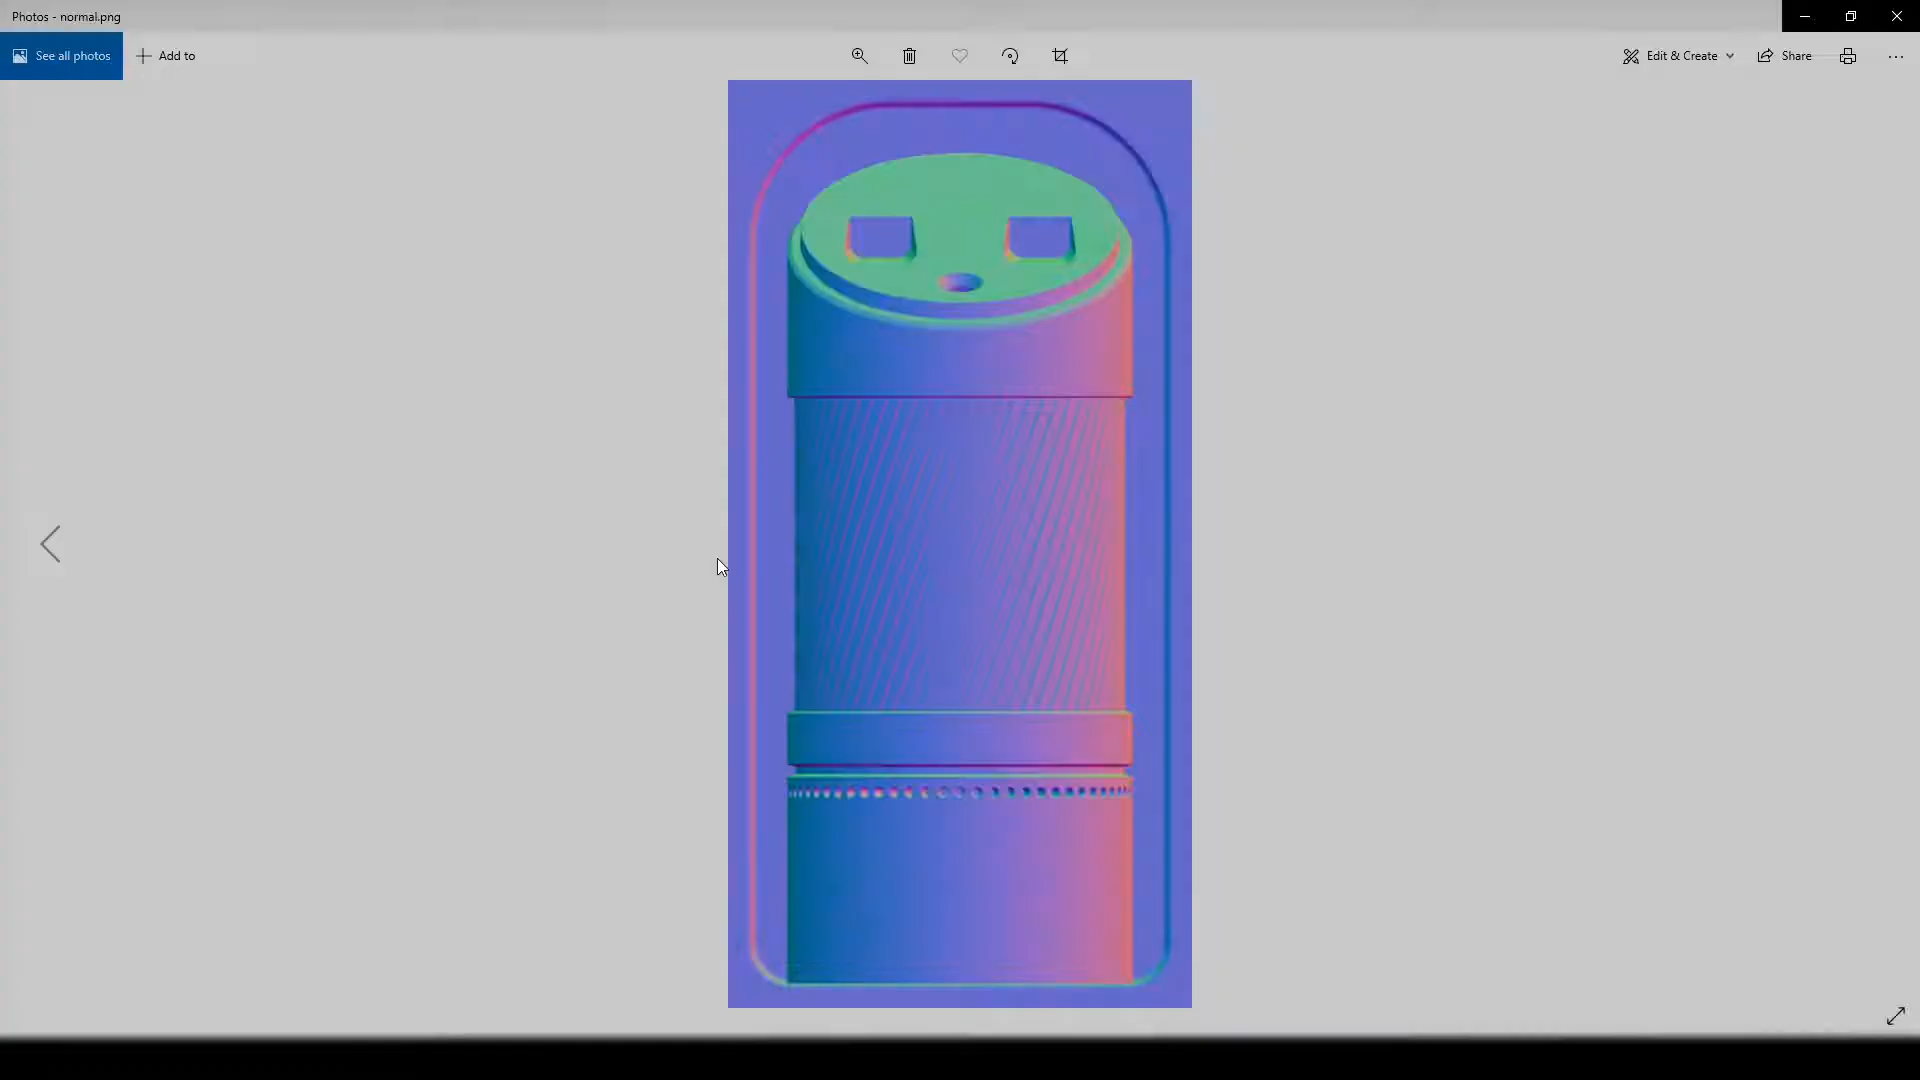 Photos - normal.png
See all photos
Add to
Edit & Create
Share